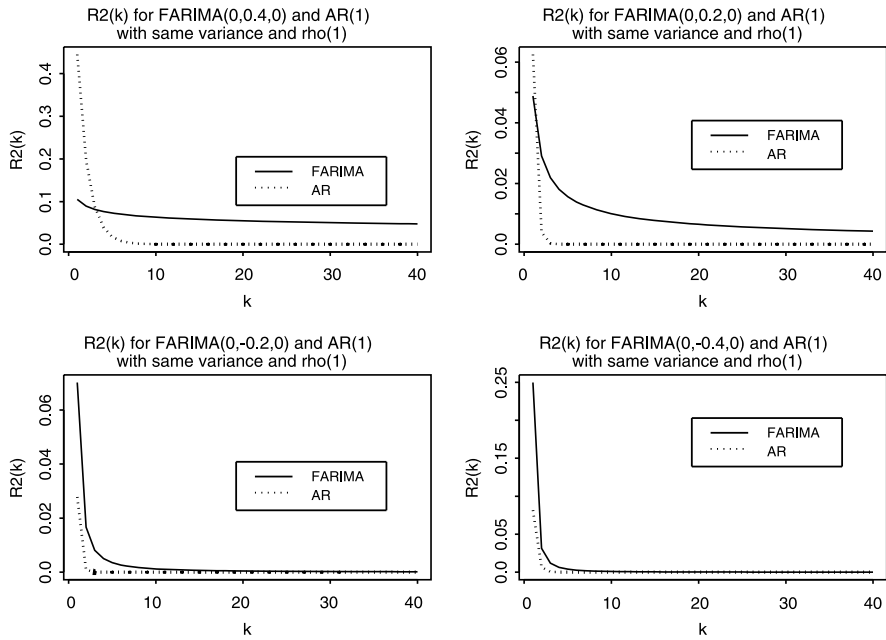 R2(k) for FARIMA(0,0.4,0) and AR(1)
with same variance and rho(1)
R2(k)
0.4
0.3
0.2
0.1
0.0
FARIMA
AR
0 10 20 30 40
k
R2(k) for FARIMA(0,0.2,0) and AR(1)
with same variance and rho(1)
R2(k)
0.06
0.04
0.02
0.0
FARIMA
AR
0 10 20 30 40
k
R2(k) for FARIMA(0,-0.2,0) and AR(1)
with same variance and rho(1)
R2(k)
0.06
0.04
0.02
0.0
FARIMA
AR
0 10 20 30 40
k
R2(k) for FARIMA(0,-0.4,0) and AR(1)
with same variance and rho(1)
R2(k)
0.25
0.15
0.05
0.0
FARIMA
AR
0 10 20 30 40
k